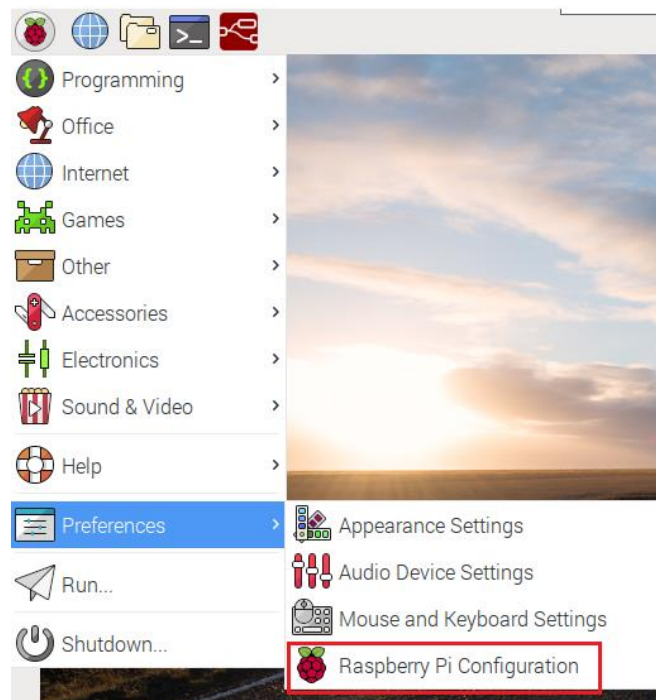 Programming
Office
Internet
Games
Other
Accessories
Electronics
Sound & Video
Help
Preferences
Appearance Settings
Audio Device Settings
Run...
Mouse and Keyboard Settings
Shutdown...
Raspberry Pi Configuration